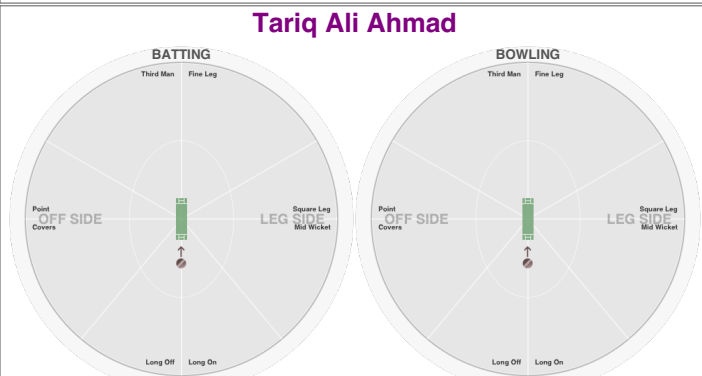 Tariq Ali Ahmad
BATTING
Third Man Fine Leg
Point Square Leg
OFF SIDE LEG SIDE
Covers Mid Wicket
Long Off Long On
BOWLING
Third Man Fine Leg
Point Square Leg
OFF SIDE LEG SIDE
Covers Mid Wicket
Long Off Long On